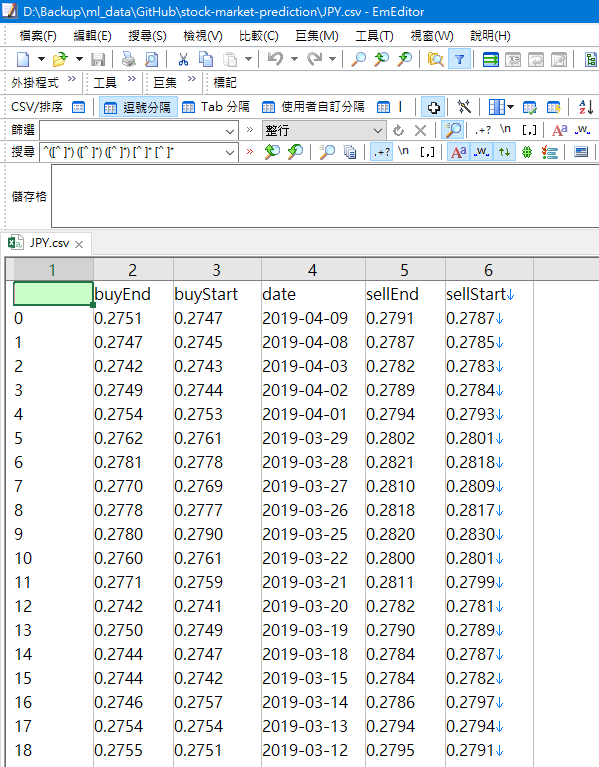 D:\Backup\ml_data\GitHub\stock-market-prediction\JPY.csv - EmEditor
檔案(F) 編輯(E) 搜尋(S) 檢視(V) 比較(C) 巨集(M) 工具(T) 視窗(W) 說明(H)
外掛程式 » 工具 » 巨集 » 標記
CSV/排序 逗號分隔 Tab 分隔 使用者自訂分隔
篩選 » 整行 .+? \n [,] Aa .w.
搜尋 ^([^ ]*) ([^ ]*) ([^ ]*) [^ ]* [^ ]* » .+? \n [,] Aa .w.
儲存格
JPY.csv
1 2 3 4 5 6
buyEnd buyStart date sellEnd sellStart↓
0 0.2751 0.2747 2019-04-09 0.2791 0.2787↓
1 0.2747 0.2745 2019-04-08 0.2787 0.2785↓
2 0.2742 0.2743 2019-04-03 0.2782 0.2783↓
3 0.2749 0.2744 2019-04-02 0.2789 0.2784↓
4 0.2754 0.2753 2019-04-01 0.2794 0.2793↓
5 0.2762 0.2761 2019-03-29 0.2802 0.2801↓
6 0.2781 0.2778 2019-03-28 0.2821 0.2818↓
7 0.2770 0.2769 2019-03-27 0.2810 0.2809↓
8 0.2778 0.2777 2019-03-26 0.2818 0.2817↓
9 0.2780 0.2790 2019-03-25 0.2820 0.2830↓
10 0.2760 0.2761 2019-03-22 0.2800 0.2801↓
11 0.2771 0.2759 2019-03-21 0.2811 0.2799↓
12 0.2742 0.2741 2019-03-20 0.2782 0.2781↓
13 0.2750 0.2749 2019-03-19 0.2790 0.2789↓
14 0.2744 0.2747 2019-03-18 0.2784 0.2787↓
15 0.2744 0.2742 2019-03-15 0.2784 0.2782↓
16 0.2746 0.2757 2019-03-14 0.2786 0.2797↓
17 0.2754 0.2754 2019-03-13 0.2794 0.2794↓
18 0.2755 0.2751 2019-03-12 0.2795 0.2791↓